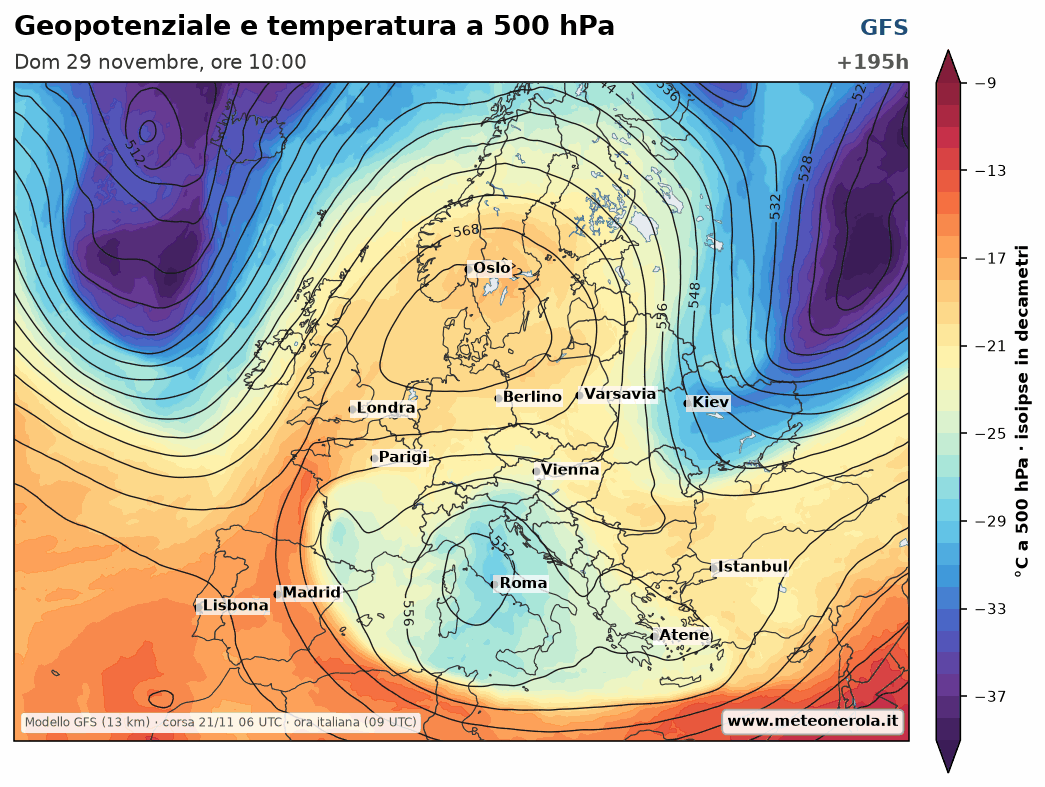 Geopotenziale e temperatura a 500 hPa
GFS
Dom 29 novembre, ore 10:00
+195h
512
568
536
528
532
548
556
552
556
Oslo
Londra
Berlino
Varsavia
Kiev
Parigi
Vienna
Roma
Istanbul
Madrid
Lisbona
Atene
−9
−13
−17
−21
−25
−29
−33
−37
°C a 500 hPa · isoipse in decametri
Modello GFS (13 km) · corsa 21/11 06 UTC · ora italiana (09 UTC)
www.meteonerola.it